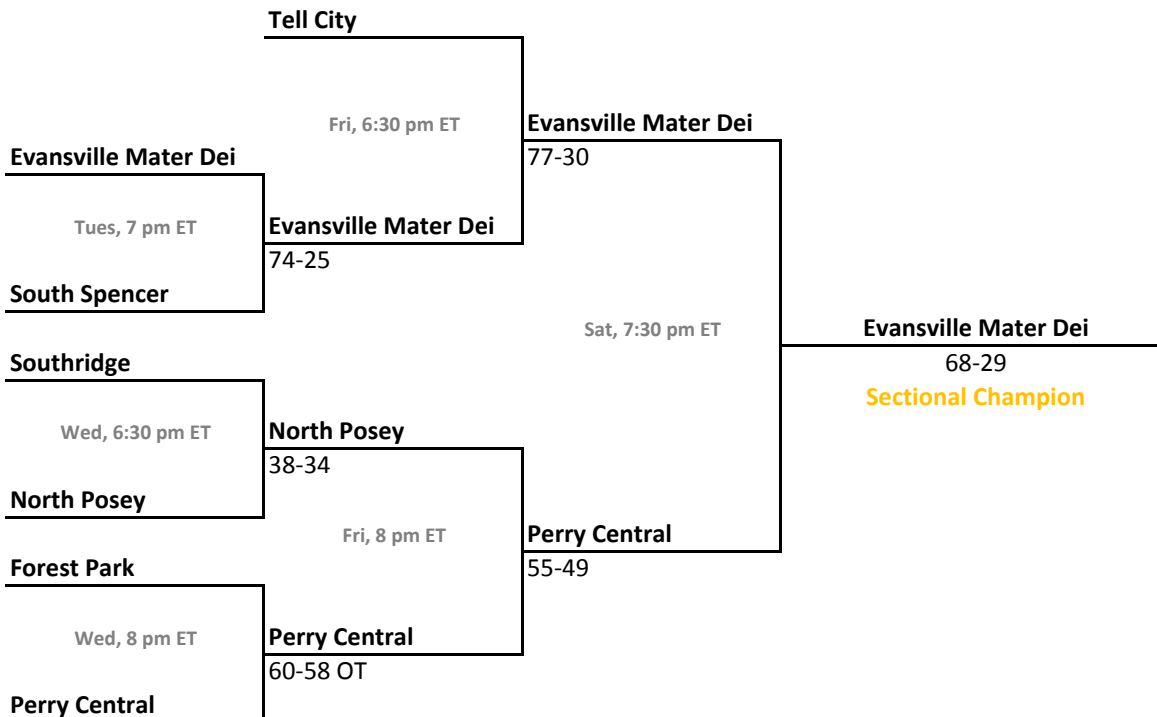 Tell City
Fri, 6:30 pm ET
Evansville Mater Dei
77-30
Evansville Mater Dei
Tues, 7 pm ET
Evansville Mater Dei
74-25
South Spencer
Sat, 7:30 pm ET
Evansville Mater Dei
68-29
Sectional Champion
Southridge
Wed, 6:30 pm ET
North Posey
38-34
North Posey
Fri, 8 pm ET
Perry Central
55-49
Forest Park
Wed, 8 pm ET
Perry Central
60-58 OT
Perry Central